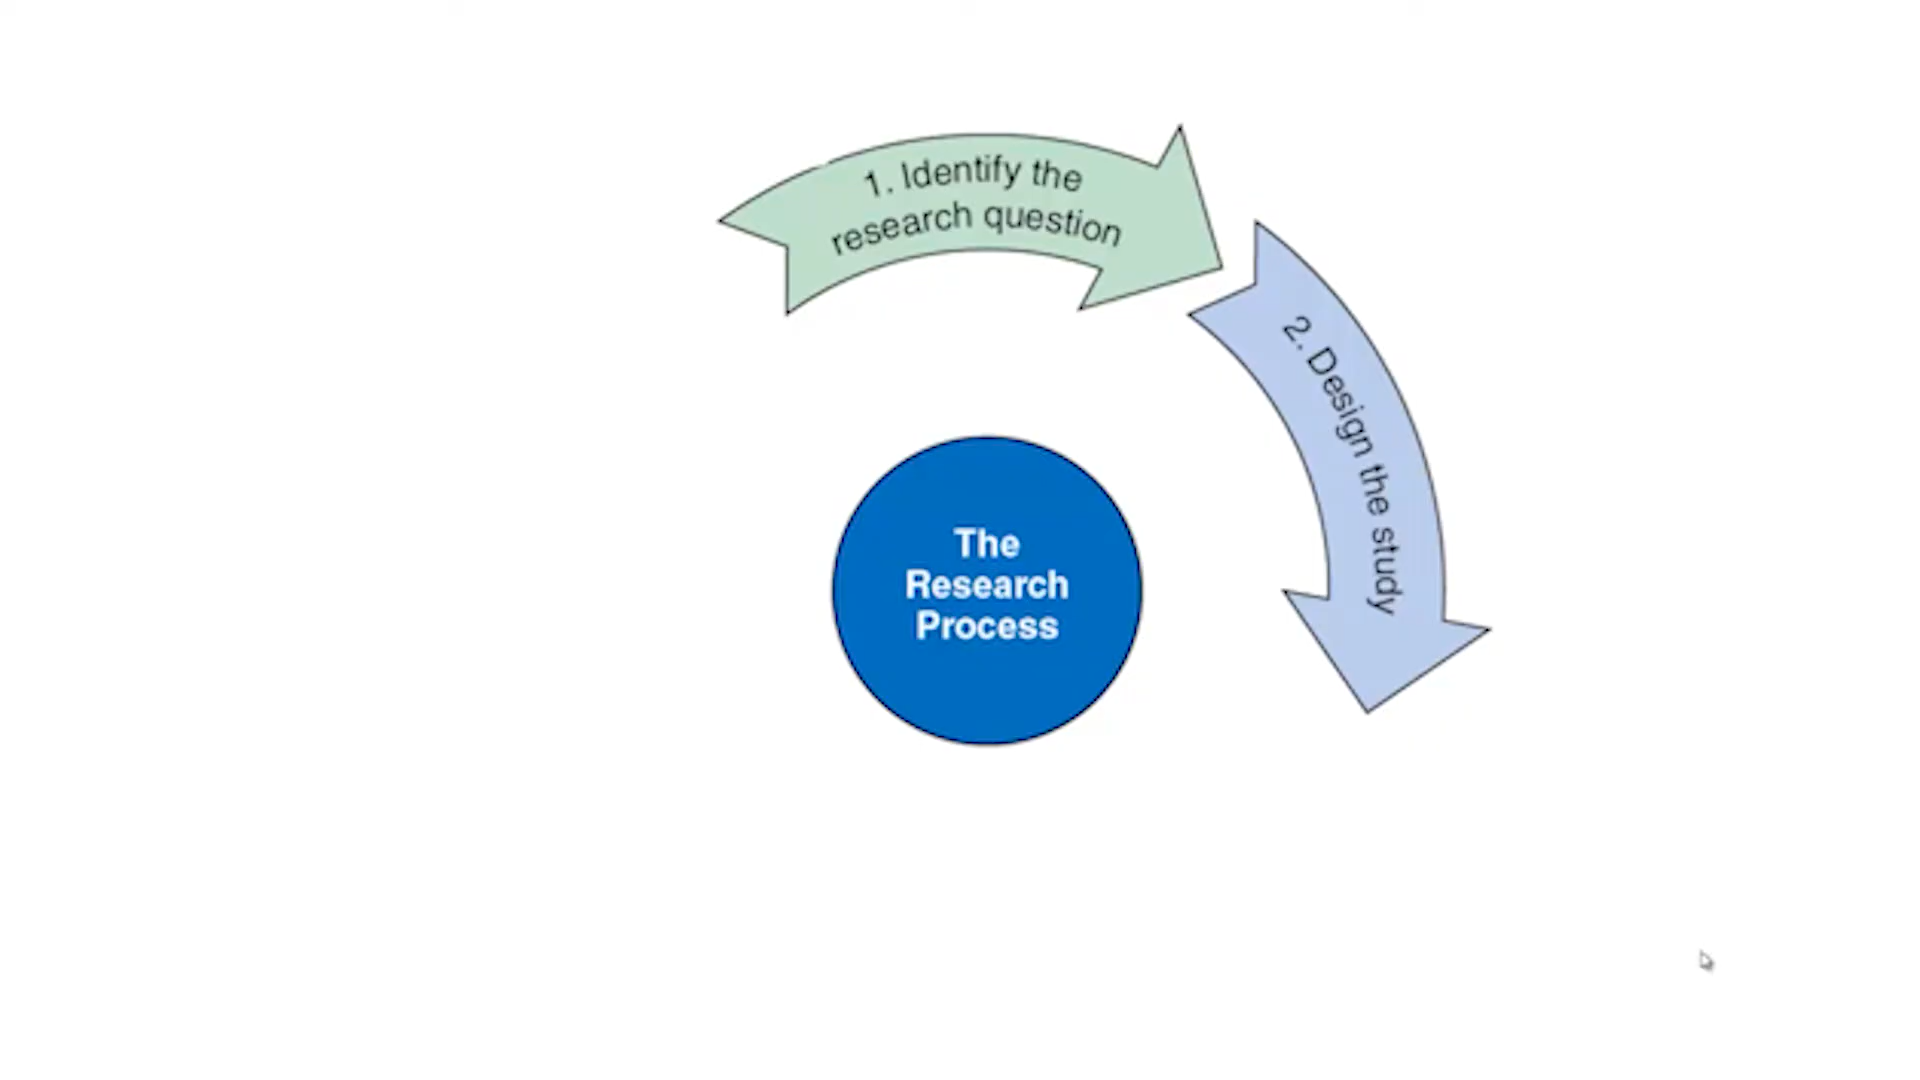 1. Identify the
research question
2. Design the study
The
Research
Process